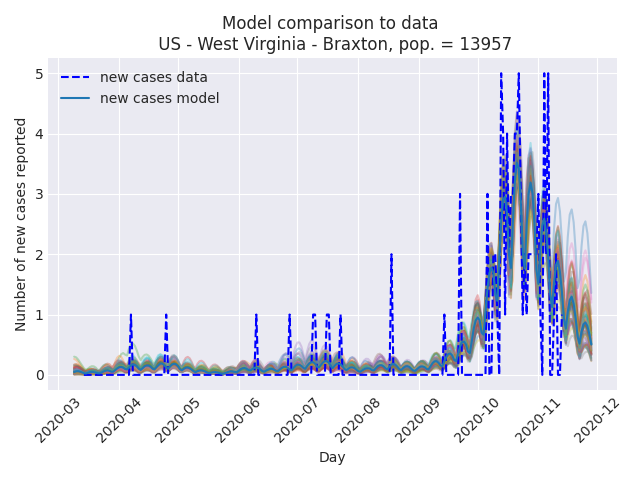 Model comparison to data
US - West Virginia - Braxton, pop. = 13957
new cases data
new cases model
Number of new cases reported
5
4
3
2
1
0
2020-03
2020-04
2020-05
2020-06
2020-07
2020-08
2020-09
2020-10
2020-11
2020-12
Day